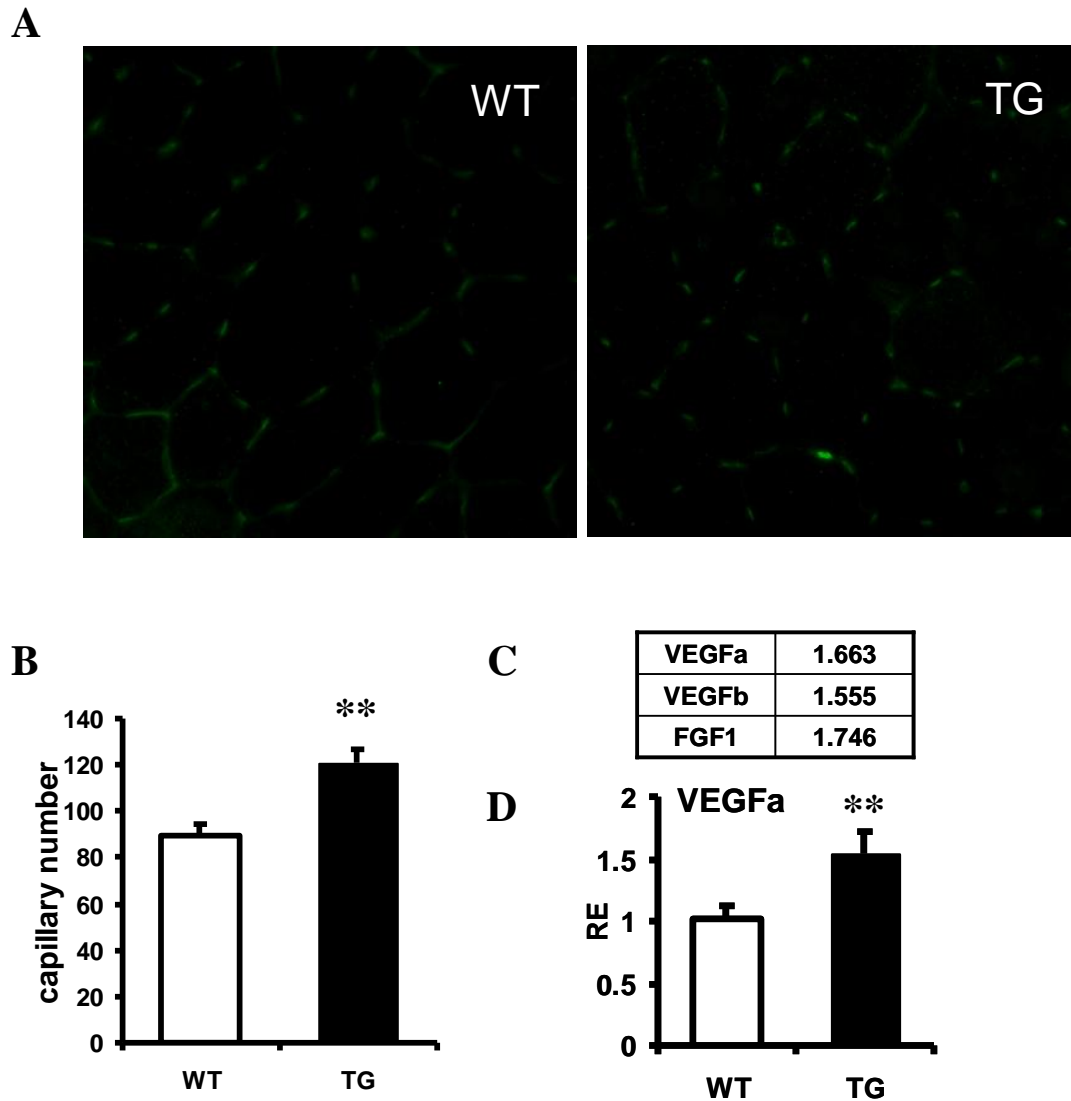 A
WT
TG
B
**
140
120
100
80
60
40
20
0
capillary number
WT
TG
C
VEGFa 1.663
VEGFb 1.555
FGF1 1.746
D
VEGFa
**
2
1.5
1
0.5
0
RE
WT
TG